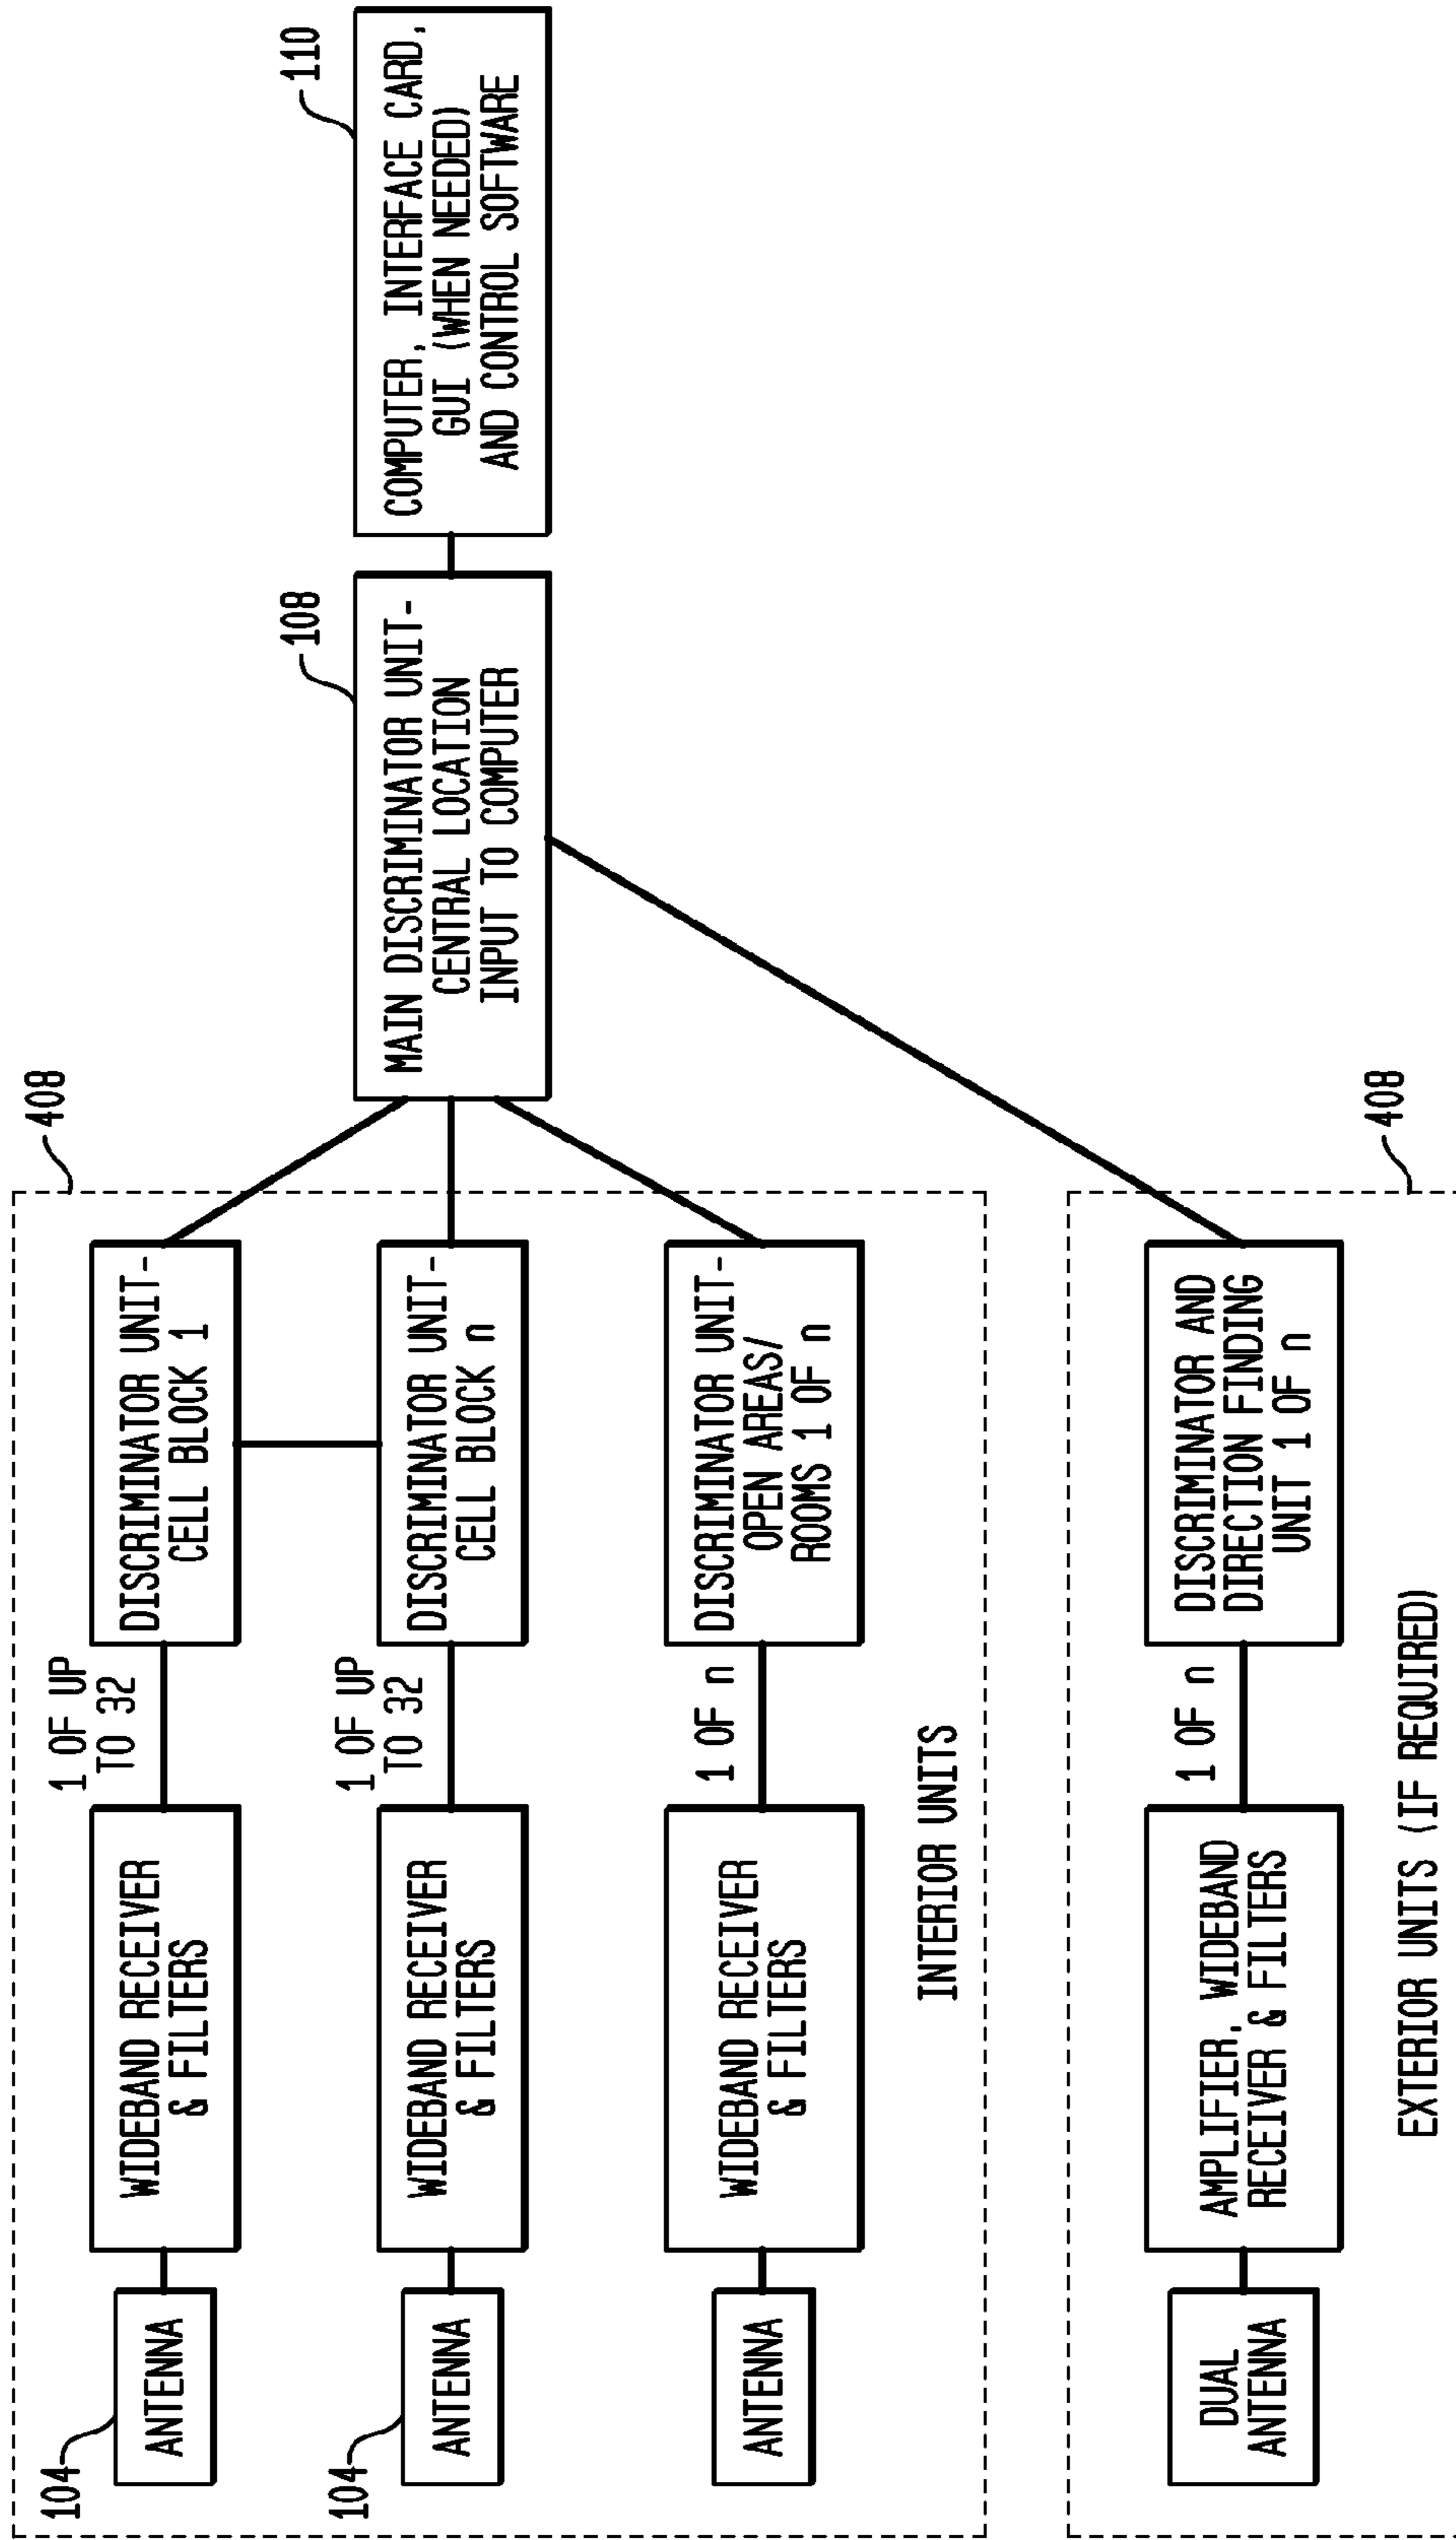 104
ANTENNA
WIDEBAND RECEIVER
& FILTERS
1 OF UP
TO 32
DISCRIMINATOR UNIT-
CELL BLOCK 1
408
104
ANTENNA
WIDEBAND RECEIVER
& FILTERS
1 OF UP
TO 32
DISCRIMINATOR UNIT-
CELL BLOCK n
ANTENNA
WIDEBAND RECEIVER
& FILTERS
1 OF n
DISCRIMINATOR UNIT-
OPEN AREAS/
ROOMS 1 OF n
INTERIOR UNITS
108
MAIN DISCRIMINATOR UNIT-
CENTRAL LOCATION
INPUT TO COMPUTER
110
COMPUTER, INTERFACE CARD,
GUI (WHEN NEEDED)
AND CONTROL SOFTWARE
DUAL
ANTENNA
AMPLIFIER, WIDEBAND
RECEIVER & FILTERS
1 OF n
DISCRIMINATOR AND
DIRECTION FINDING
UNIT 1 OF n
408
EXTERIOR UNITS (IF REQUIRED)